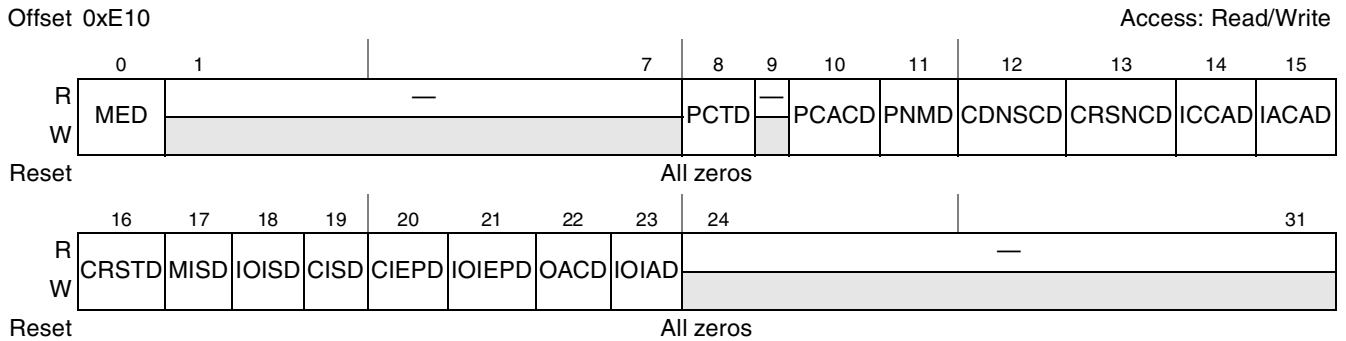 Offset 0xE10 Access: Read/Write
0 1 7 8 9 10 11 12 13 14 15
R MED — PCTD — PCACD PNMD CDNSCD CRSNCD ICCAD IACAD
W
Reset All zeros
16 17 18 19 20 21 22 23 24 31
R CRSTD MISD IOISD CISD CIEPD IOIEPD OACD IOIAD —
W
Reset All zeros